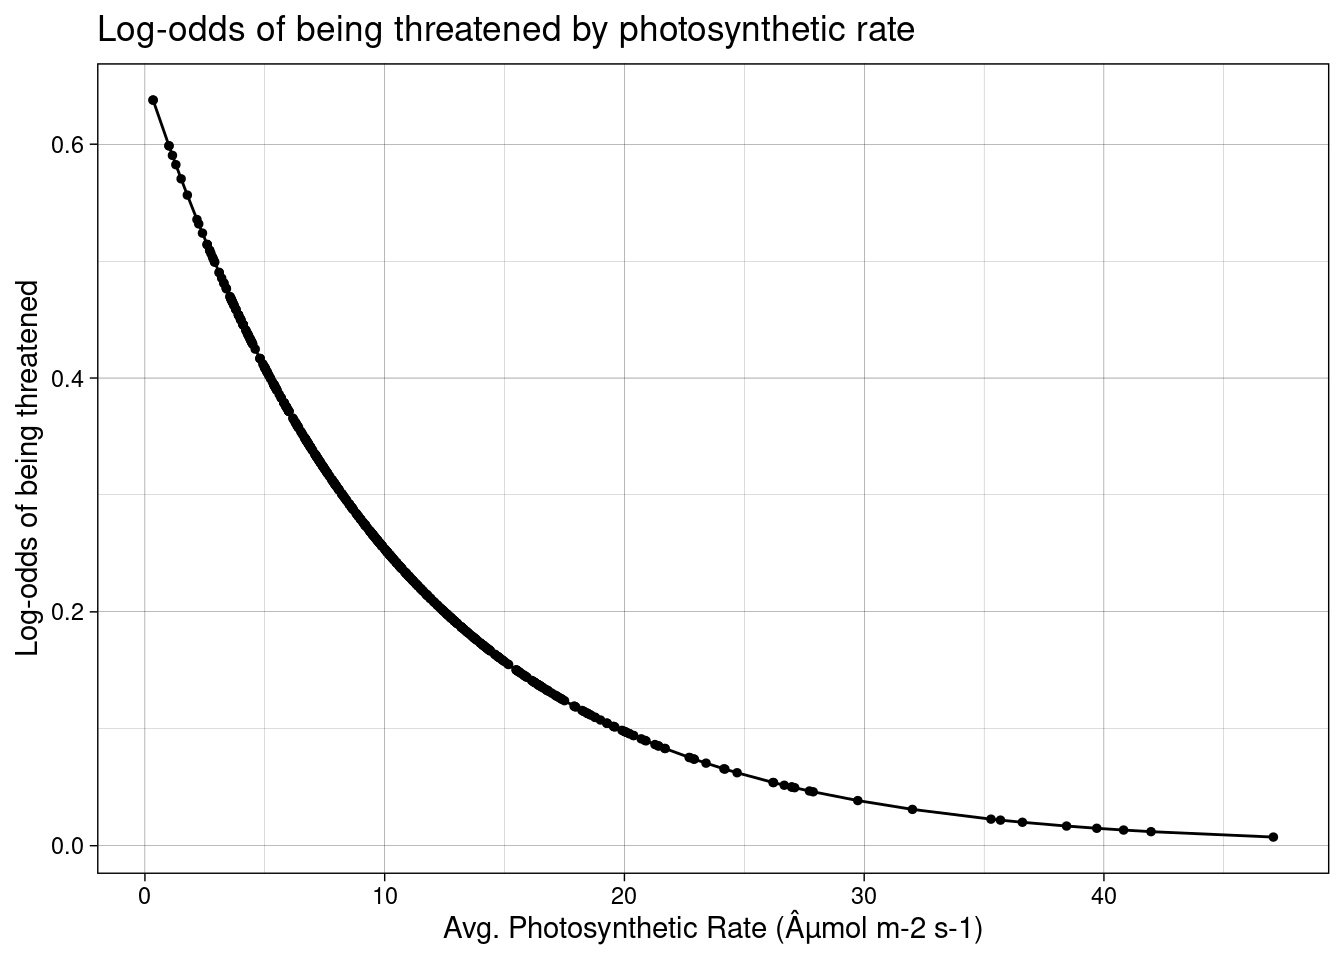 Log-odds of being threatened by photosynthetic rate
Log-odds of being threatened
0.6
0.4
0.2
0.0
0 10 20 30 40
Avg. Photosynthetic Rate (Âµmol m-2 s-1)